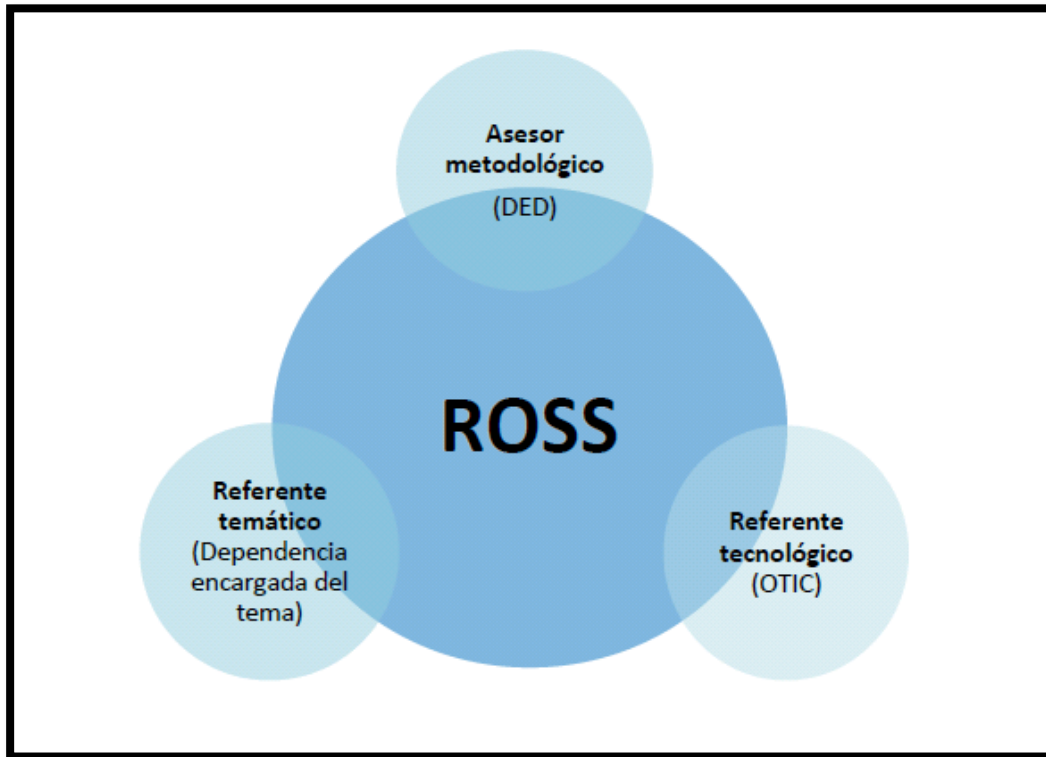 Asesor
metodológico
(DED)
ROSS
Referente
temático
(Dependencia
encargada del
tema)
Referente
tecnológico
(OTIC)